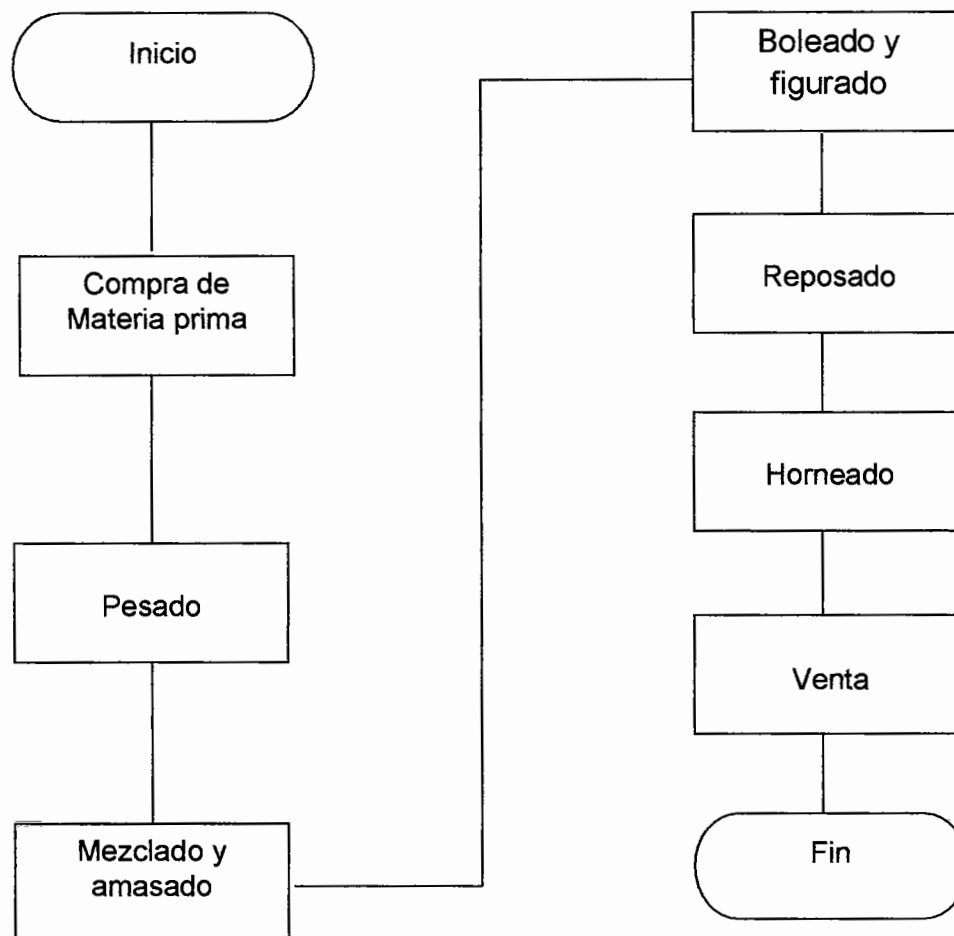 Inicio
Compra de
Materia prima
Pesado
Mezclado y
amasado
Boleado y
figurado
Reposado
Horneado
Venta
Fin